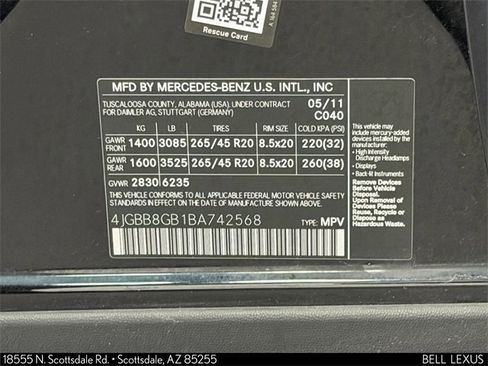 A 164 584
Rescue Card
MFD BY MERCEDES-BENZ U.S. INTL., INC
TUSCALOOSA COUNTY, ALABAMA (USA). UNDER CONTRACT 05/11
FOR DAIMLER AG, STUTTGART (GERMANY) C040
KG LB TIRES RIM SIZE COLD KPA (PSI)
GAWR FRONT 1400 3085 265/45 R20 8.5x20 220(32)
GAWR REAR 1600 3525 265/45 R20 8.5x20 260(38)
GVWR 2830 6235
THIS VEHICLE CONFORMS TO ALL APPLICABLE FEDERAL MOTOR VEHICLE SAFETY
STANDARDS IN EFFECT ON THE DATE OF MANUFACTURE SHOWN ABOVE.
4JGBB8GB1BA742568 TYPE: MPV
This vehicle may include
mercury-added devices
installed by the
manufacturer:
• High Intensity
Discharge Headlamps,
• Display
• Back-lit Instruments
Remove Devices
Before Vehicle
Disposal.
Upon Removal of
Devices Please
Reuse, Recycle or
Dispose as
Hazardous Waste.
18555 N. Scottsdale Rd. • Scottsdale, AZ 85255
BELL LEXUS